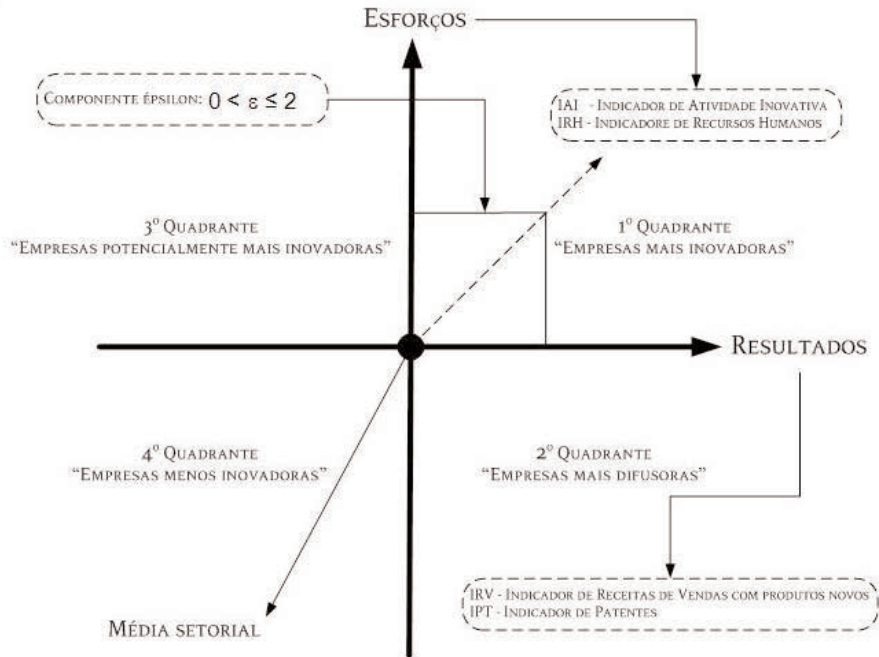 Esforços
Componente épsilon: 0 < ε ≤ 2
IAI - Indicador de Atividade Inovativa
IRH - Indicadore de Recursos Humanos
3º Quadrante
“Empresas potencialmente mais inovadoras”
1º Quadrante
“Empresas mais inovadoras”
Resultados
4º Quadrante
“Empresas menos inovadoras”
2º Quadrante
“Empresas mais difusoras”
Média setorial
IRV - Indicador de Receitas de Vendas com produtos novos
IPT - Indicador de Patentes